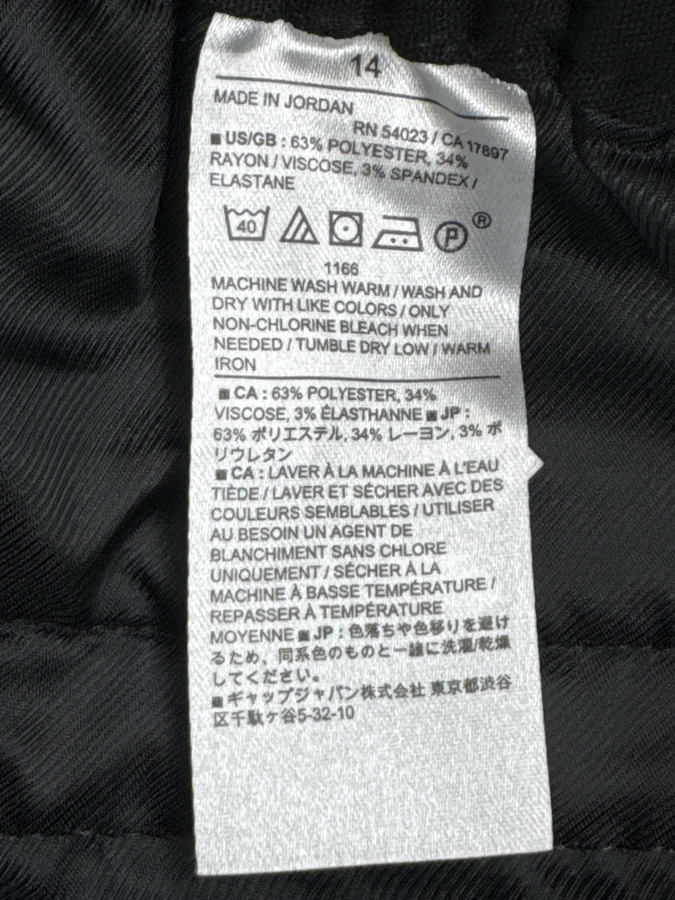 14
MADE IN JORDAN
RN 54023 / CA 17897
■ US/GB : 63% POLYESTER, 34%
RAYON / VISCOSE, 3% SPANDEX /
ELASTANE
40 P ®
1166
MACHINE WASH WARM / WASH AND
DRY WITH LIKE COLORS / ONLY
NON-CHLORINE BLEACH WHEN
NEEDED / TUMBLE DRY LOW / WARM
IRON
■ CA : 63% POLYESTER, 34%
VISCOSE, 3% ÉLASTHANNE ■ JP :
63% ポリエステル, 34% レーヨン, 3% ポ
リウレタン
■ CA : LAVER À LA MACHINE À L'EAU
TIÈDE / LAVER ET SÉCHER AVEC DES
COULEURS SEMBLABLES / UTILISER
AU BESOIN UN AGENT DE
BLANCHIMENT SANS CHLORE
UNIQUEMENT / SÉCHER À LA
MACHINE À BASSE TEMPÉRATURE /
REPASSER À TEMPÉRATURE
MOYENNE ■ JP : 色落ちや色移りを避け
るため、同系色のものと一緒に洗濯/乾燥
してください。
■ ギャップジャパン株式会社 東京都渋谷
区千駄ヶ谷5-32-10